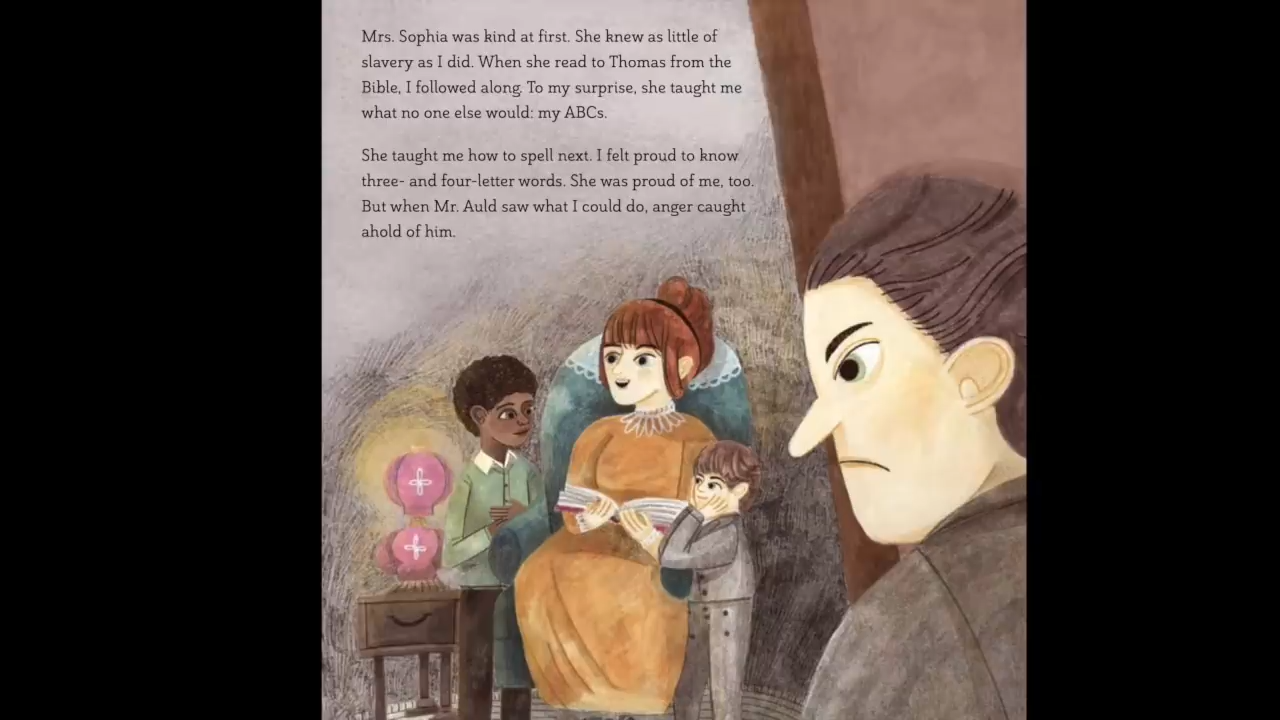 Mrs. Sophia was kind at first. She knew as little of
slavery as I did. When she read to Thomas from the
Bible, I followed along. To my surprise, she taught me
what no one else would: my ABCs.
She taught me how to spell next. I felt proud to know
three- and four-letter words. She was proud of me, too.
But when Mr. Auld saw what I could do, anger caught
ahold of him.